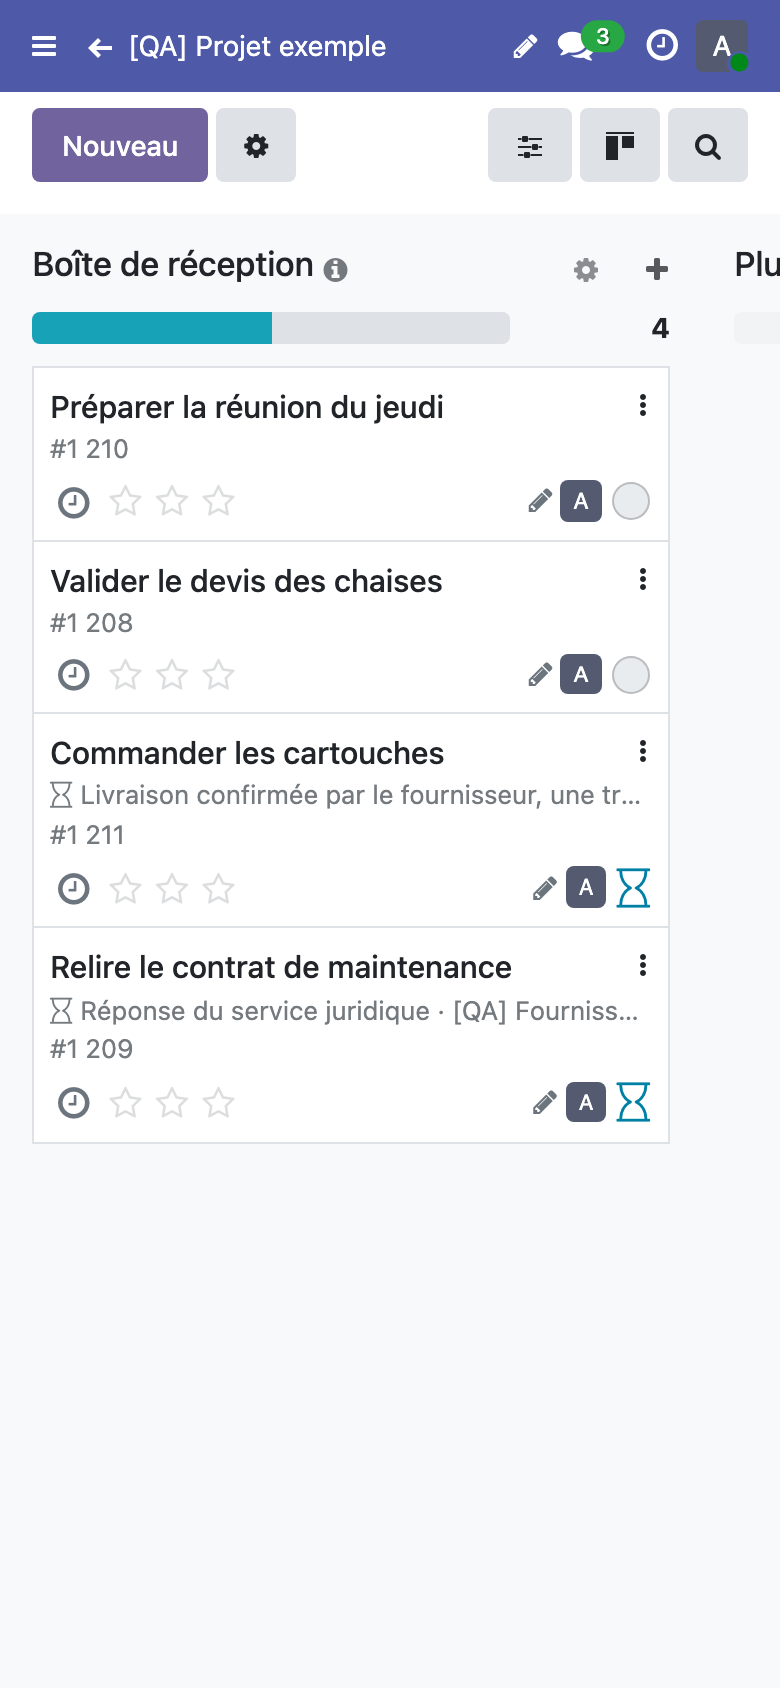 [QA] Projet exemple
3
A
Nouveau
Boîte de réception
Plu
4
Préparer la réunion du jeudi
#1 210
A
Valider le devis des chaises
#1 208
A
Commander les cartouches
Livraison confirmée par le fournisseur, une tr...
#1 211
A
Relire le contrat de maintenance
Réponse du service juridique · [QA] Fourniss...
#1 209
A